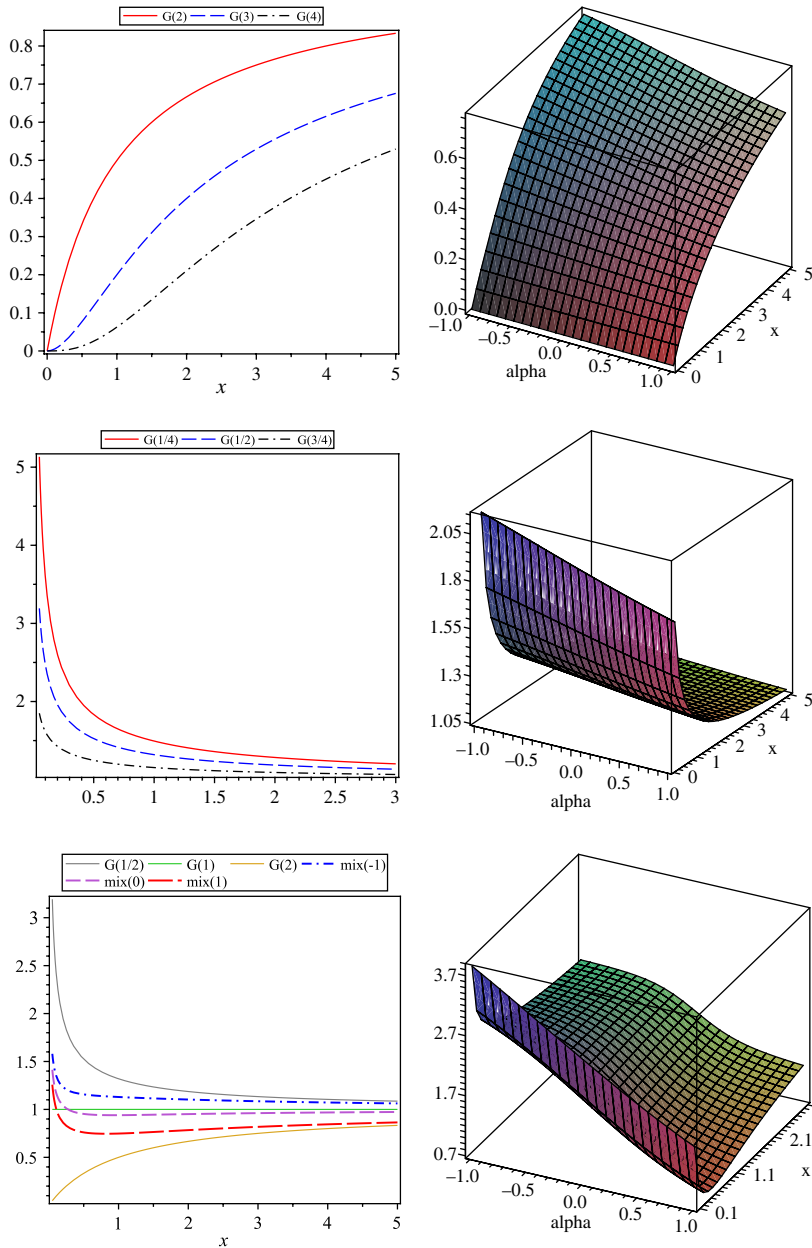 G(2) G(3) G(4)
0.8
0.7
0.6
0.5
0.4
0.3
0.2
0.1
0
0 1 2 3 4 5
x
0.6
0.4
0.2
0.0
–1.0 –0.5 0.0 0.5 1.0
alpha
0 1 2 3 4 5
x
G(1/4) G(1/2) G(3/4)
5
4
3
2
0.5 1 1.5 2 2.5 3
x
2.05
1.8
1.55
1.3
1.05
–1.0 –0.5 0.0 0.5 1.0
alpha
0 1 2 3 4 5
x
G(1/2) G(1) G(2) mix(-1)
mix(0) mix(1)
3
2.5
2
1.5
1
0.5
1 2 3 4 5
x
3.7
2.7
1.7
0.7
–1.0 –0.5 0.0 0.5 1.0
alpha
0.1 1.1 2.1
x